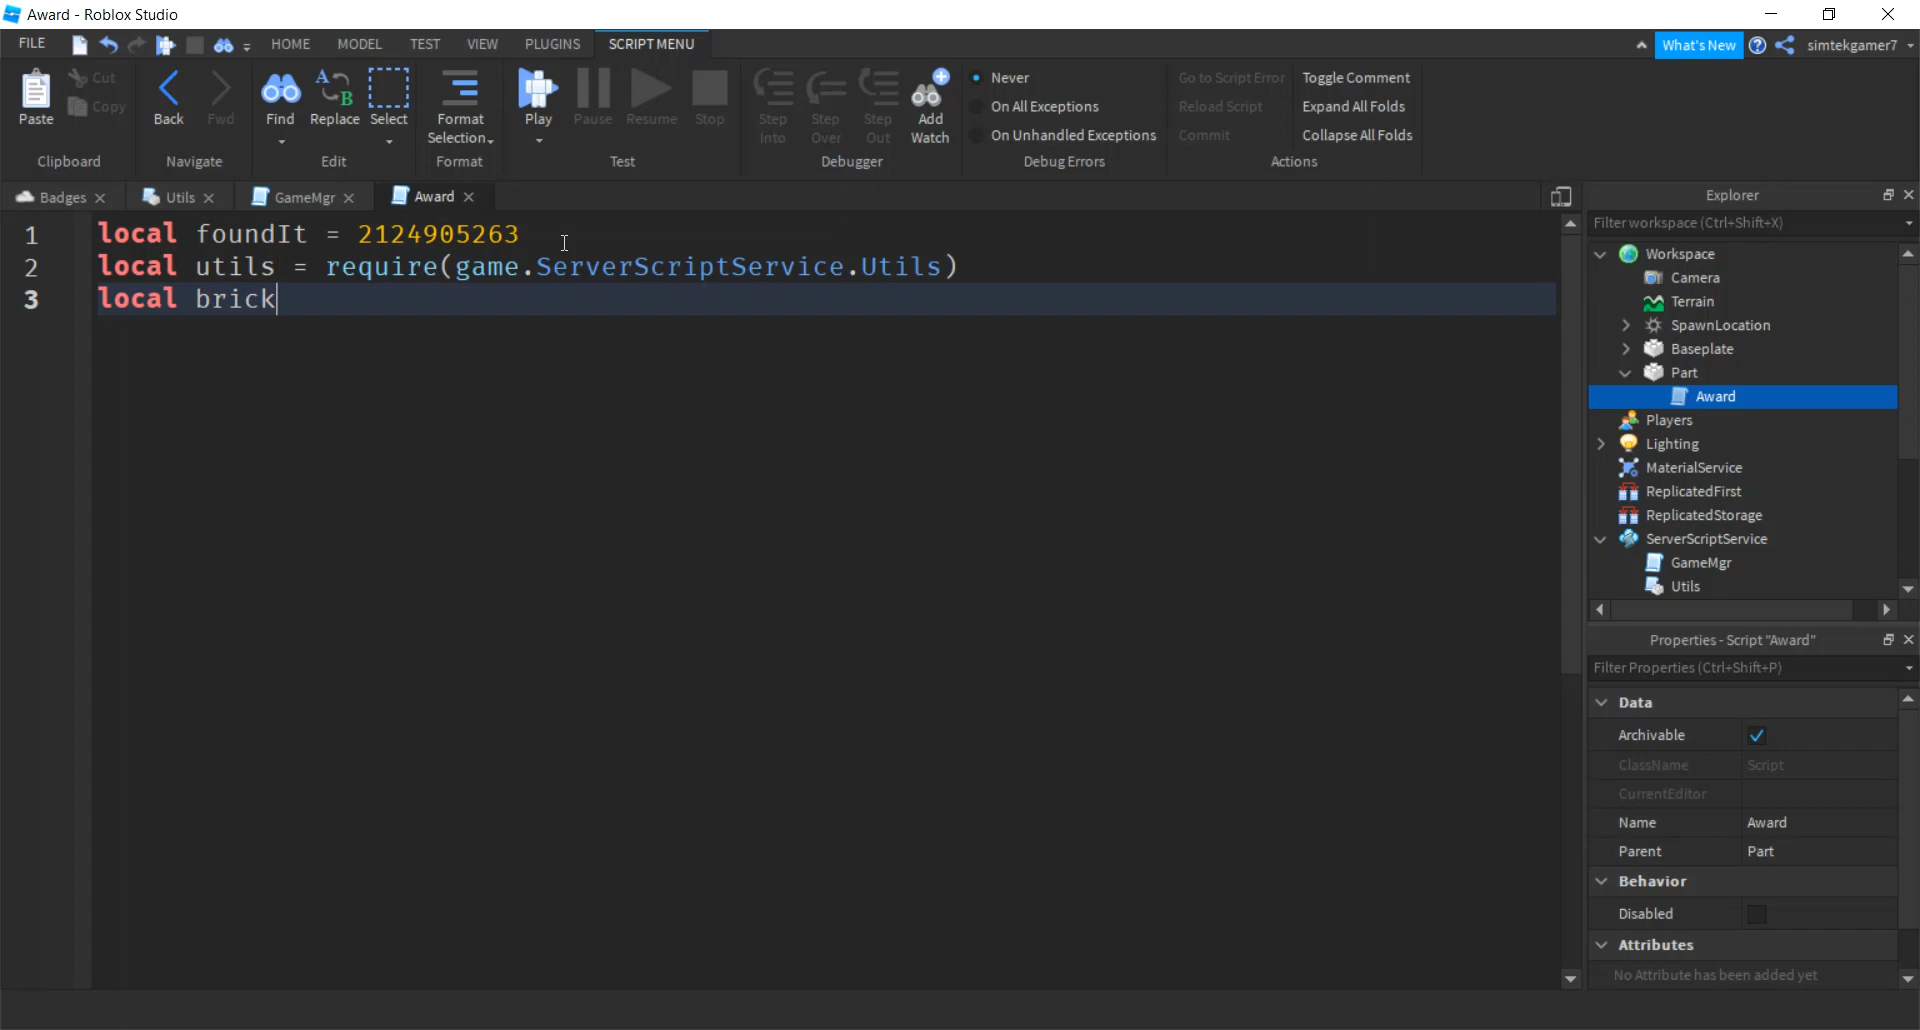 Award - Roblox Studio
FILE HOME MODEL TEST VIEW PLUGINS SCRIPT MENU What's New simtekgamer7
Paste Cut Copy Back Fwd Find Replace Select Format Selection Play Pause Resume Stop Step Into Step Over Step Out Add Watch
Never
On All Exceptions
On Unhandled Exceptions
Go to Script Error
Reload Script
Commit
Toggle Comment
Expand All Folds
Collapse All Folds
Clipboard Navigate Edit Format Test Debugger Debug Errors Actions
Badges Utils GameMgr Award
1 local foundIt = 2124905263
2 local utils = require(game.ServerScriptService.Utils)
3 local brick
Explorer
Filter workspace (Ctrl+Shift+X)
Workspace
Camera
Terrain
SpawnLocation
Baseplate
Part
Award
Players
Lighting
MaterialService
ReplicatedFirst
ReplicatedStorage
ServerScriptService
GameMgr
Utils
Properties - Script "Award"
Filter Properties (Ctrl+Shift+P)
Data
Archivable
ClassName Script
CurrentEditor
Name Award
Parent Part
Behavior
Disabled
Attributes
No Attribute has been added yet